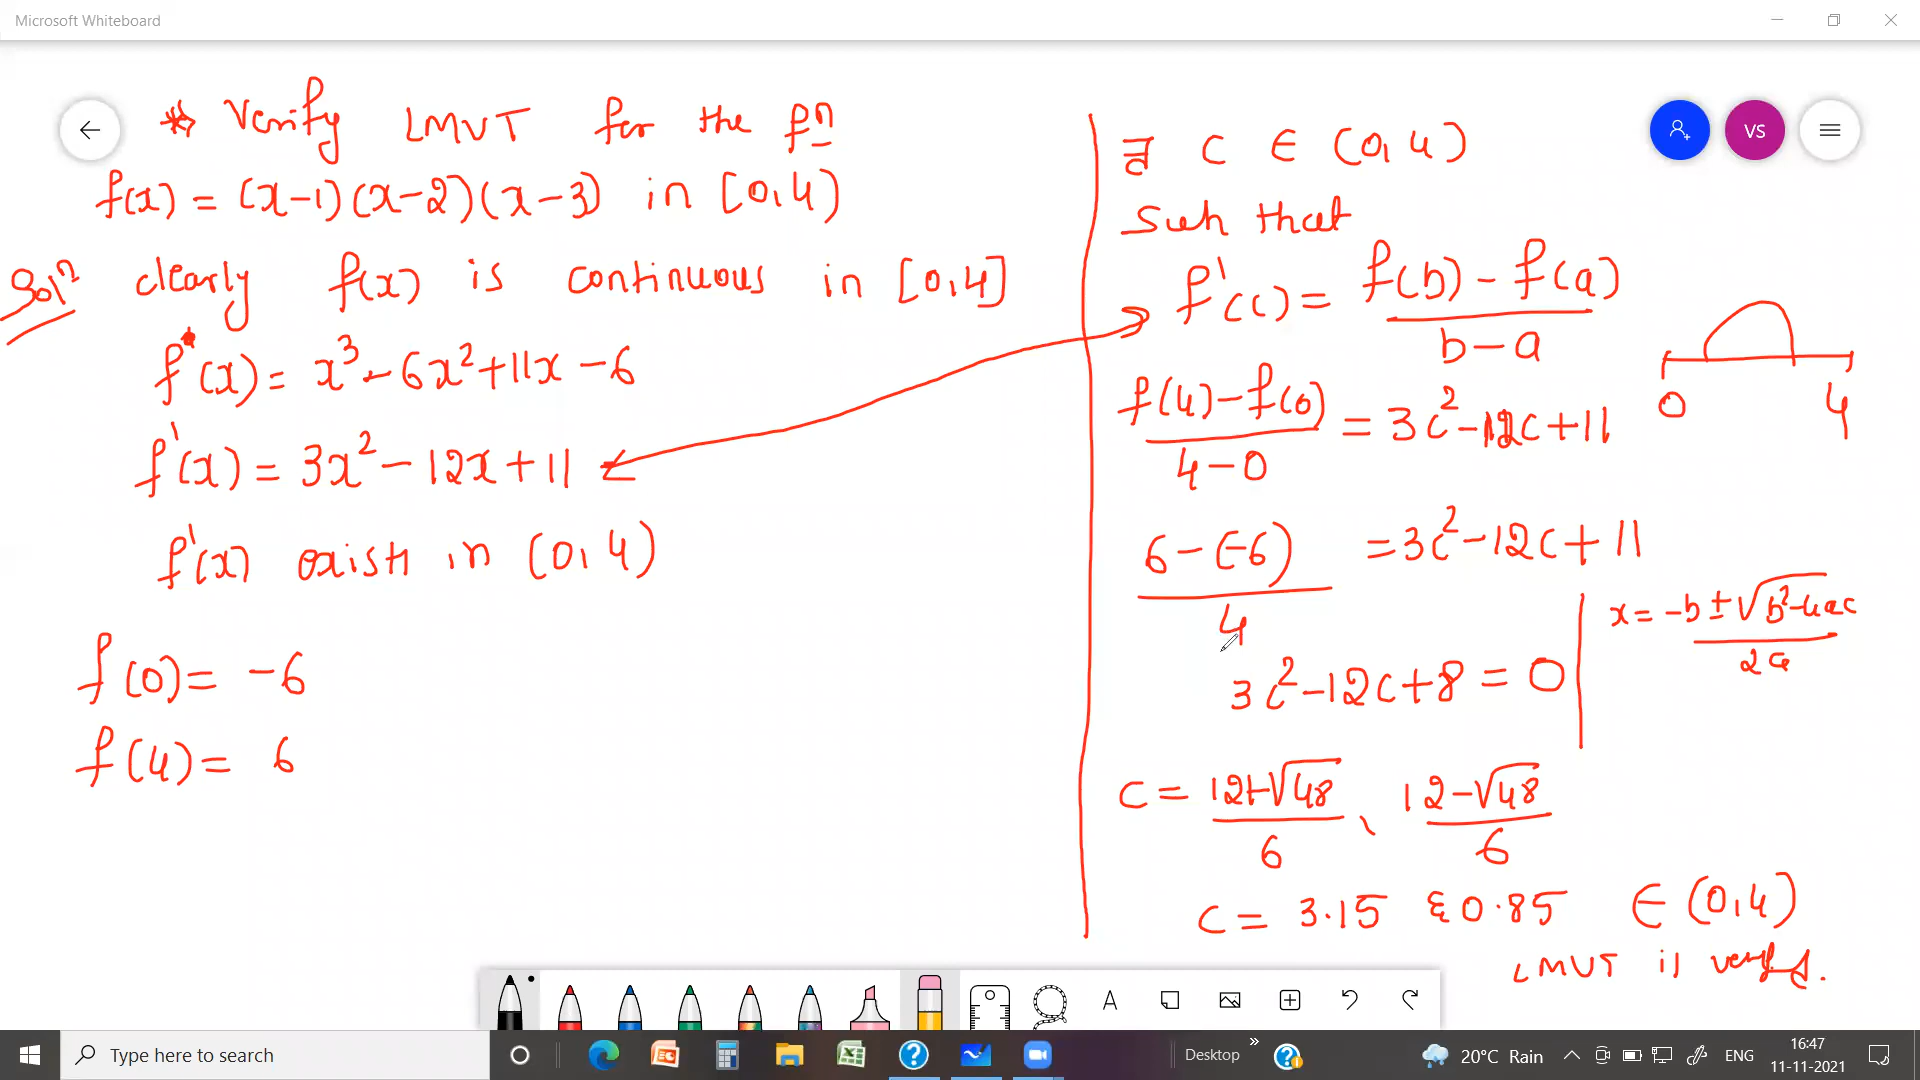 Microsoft Whiteboard
* Verify LMVT for the fn
f(x) = (x-1)(x-2)(x-3) in [0,4)
Soln clearly f(x) is continuous in [0,4]
f(x) = x³ - 6x² + 11x - 6
f'(x) = 3x² - 12x + 11
f'(x) exist in (0,4)
f(0) = -6
f(4) = 6
∃ C ∈ (0,4)
Such that
f'(c) = f(b) - f(a) / b - a
f(4) - f(0) / 4 - 0 = 3c² - 12c + 11
6 - (-6) / 4 = 3c² - 12c + 11
3c² - 12c + 8 = 0
x = -b ± √b² - 4ac / 2a
C = 12+√48 / 6 , 12-√48 / 6
C = 3.15 & 0.85 ∈ (0,4)
LMVT is verified.
0 4
VS
A
Type here to search
Desktop
20°C Rain
ENG
16:47
11-11-2021